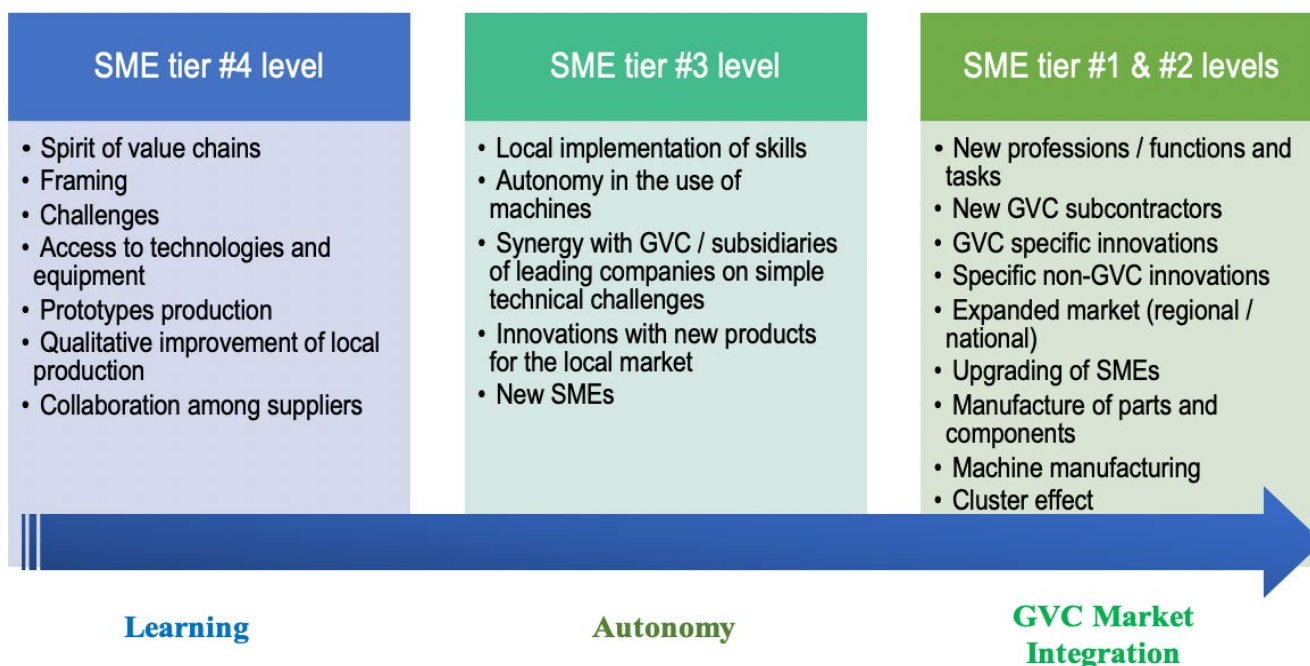 SME tier #4 level
• Spirit of value chains
• Framing
• Challenges
• Access to technologies and
equipment
• Prototypes production
• Qualitative improvement of local
production
• Collaboration among suppliers
SME tier #3 level
• Local implementation of skills
• Autonomy in the use of
machines
• Synergy with GVC / subsidiaries
of leading companies on simple
technical challenges
• Innovations with new products
for the local market
• New SMEs
SME tier #1 & #2 levels
• New professions / functions and
tasks
• New GVC subcontractors
• GVC specific innovations
• Specific non-GVC innovations
• Expanded market (regional /
national)
• Upgrading of SMEs
• Manufacture of parts and
components
• Machine manufacturing
• Cluster effect
Learning
Autonomy
GVC Market
Integration